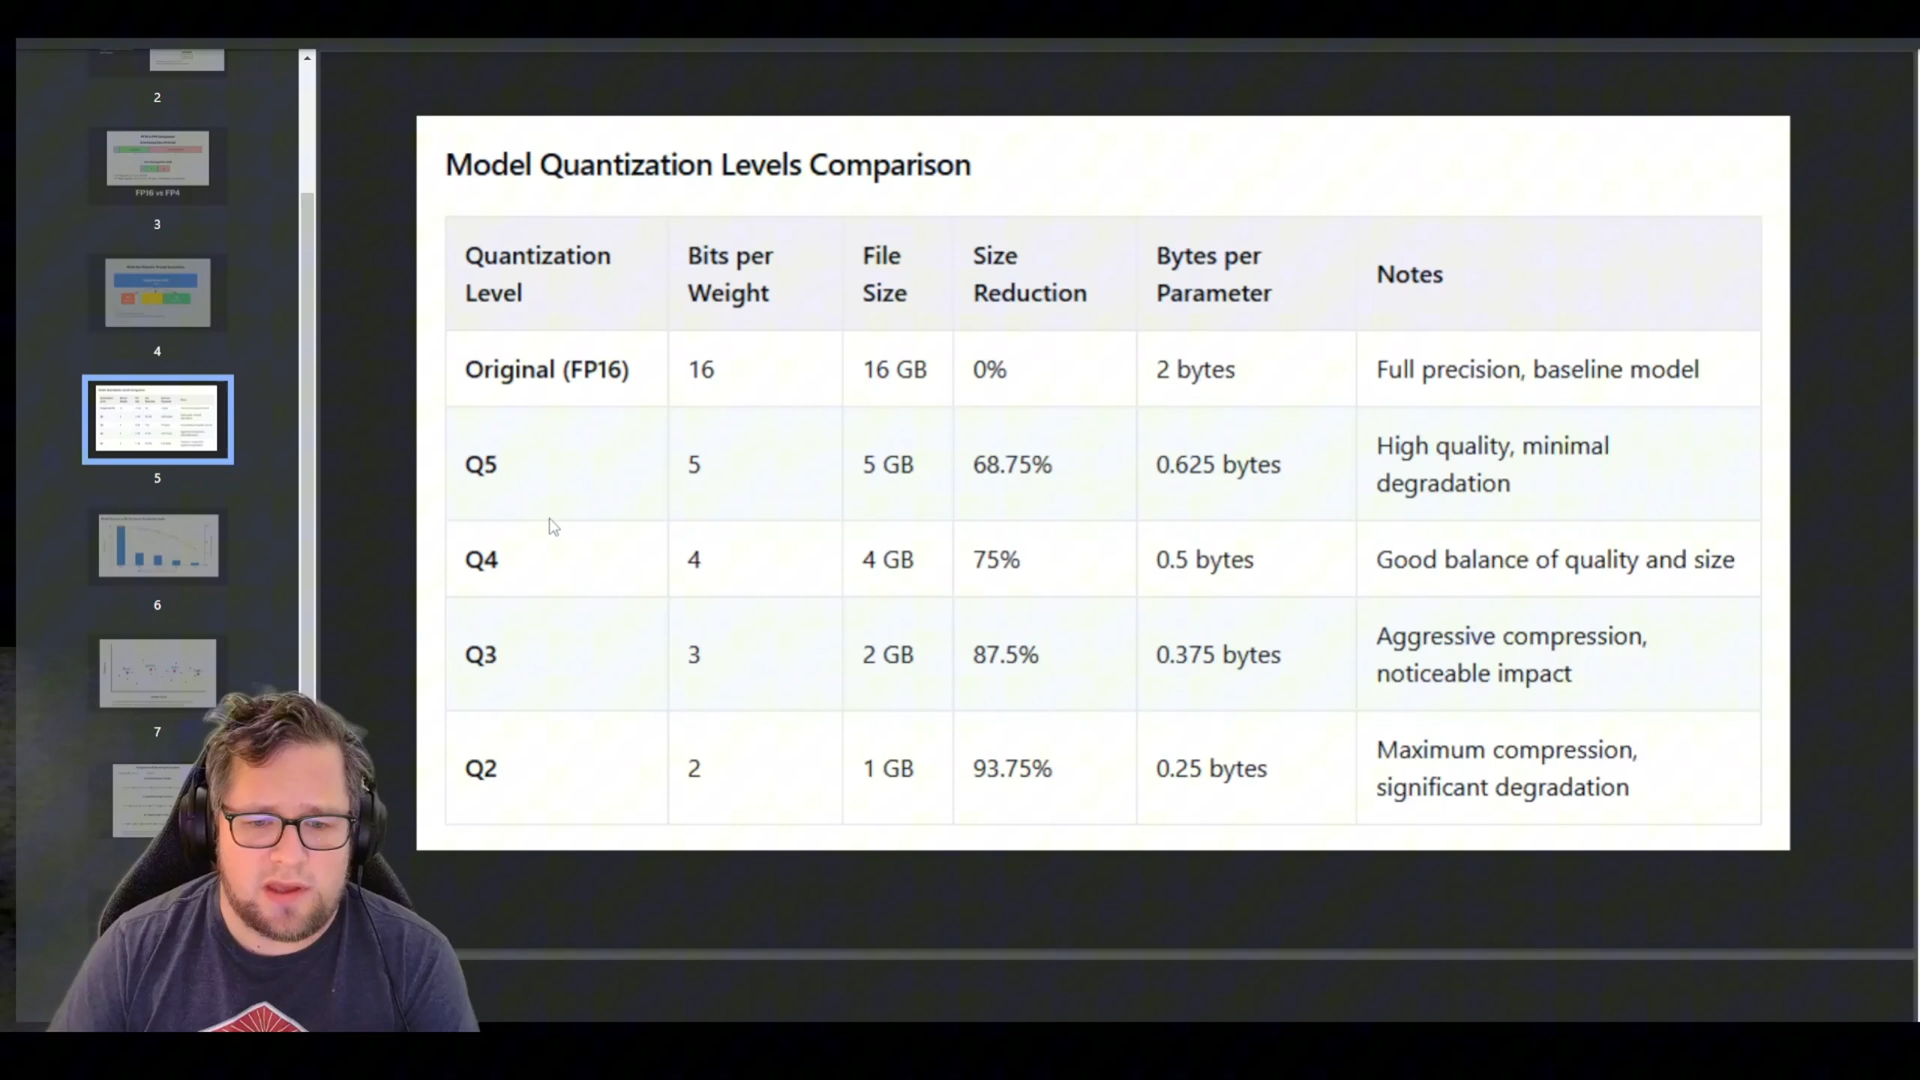 2
FP16 vs FP4
3
4
5
6
7
Model Quantization Levels Comparison
Quantization Level
Bits per Weight
File Size
Size Reduction
Bytes per Parameter
Notes
Original (FP16)
16
16 GB
0%
2 bytes
Full precision, baseline model
Q5
5
5 GB
68.75%
0.625 bytes
High quality, minimal
degradation
Q4
4
4 GB
75%
0.5 bytes
Good balance of quality and size
Q3
3
2 GB
87.5%
0.375 bytes
Aggressive compression,
noticeable impact
Q2
2
1 GB
93.75%
0.25 bytes
Maximum compression,
significant degradation